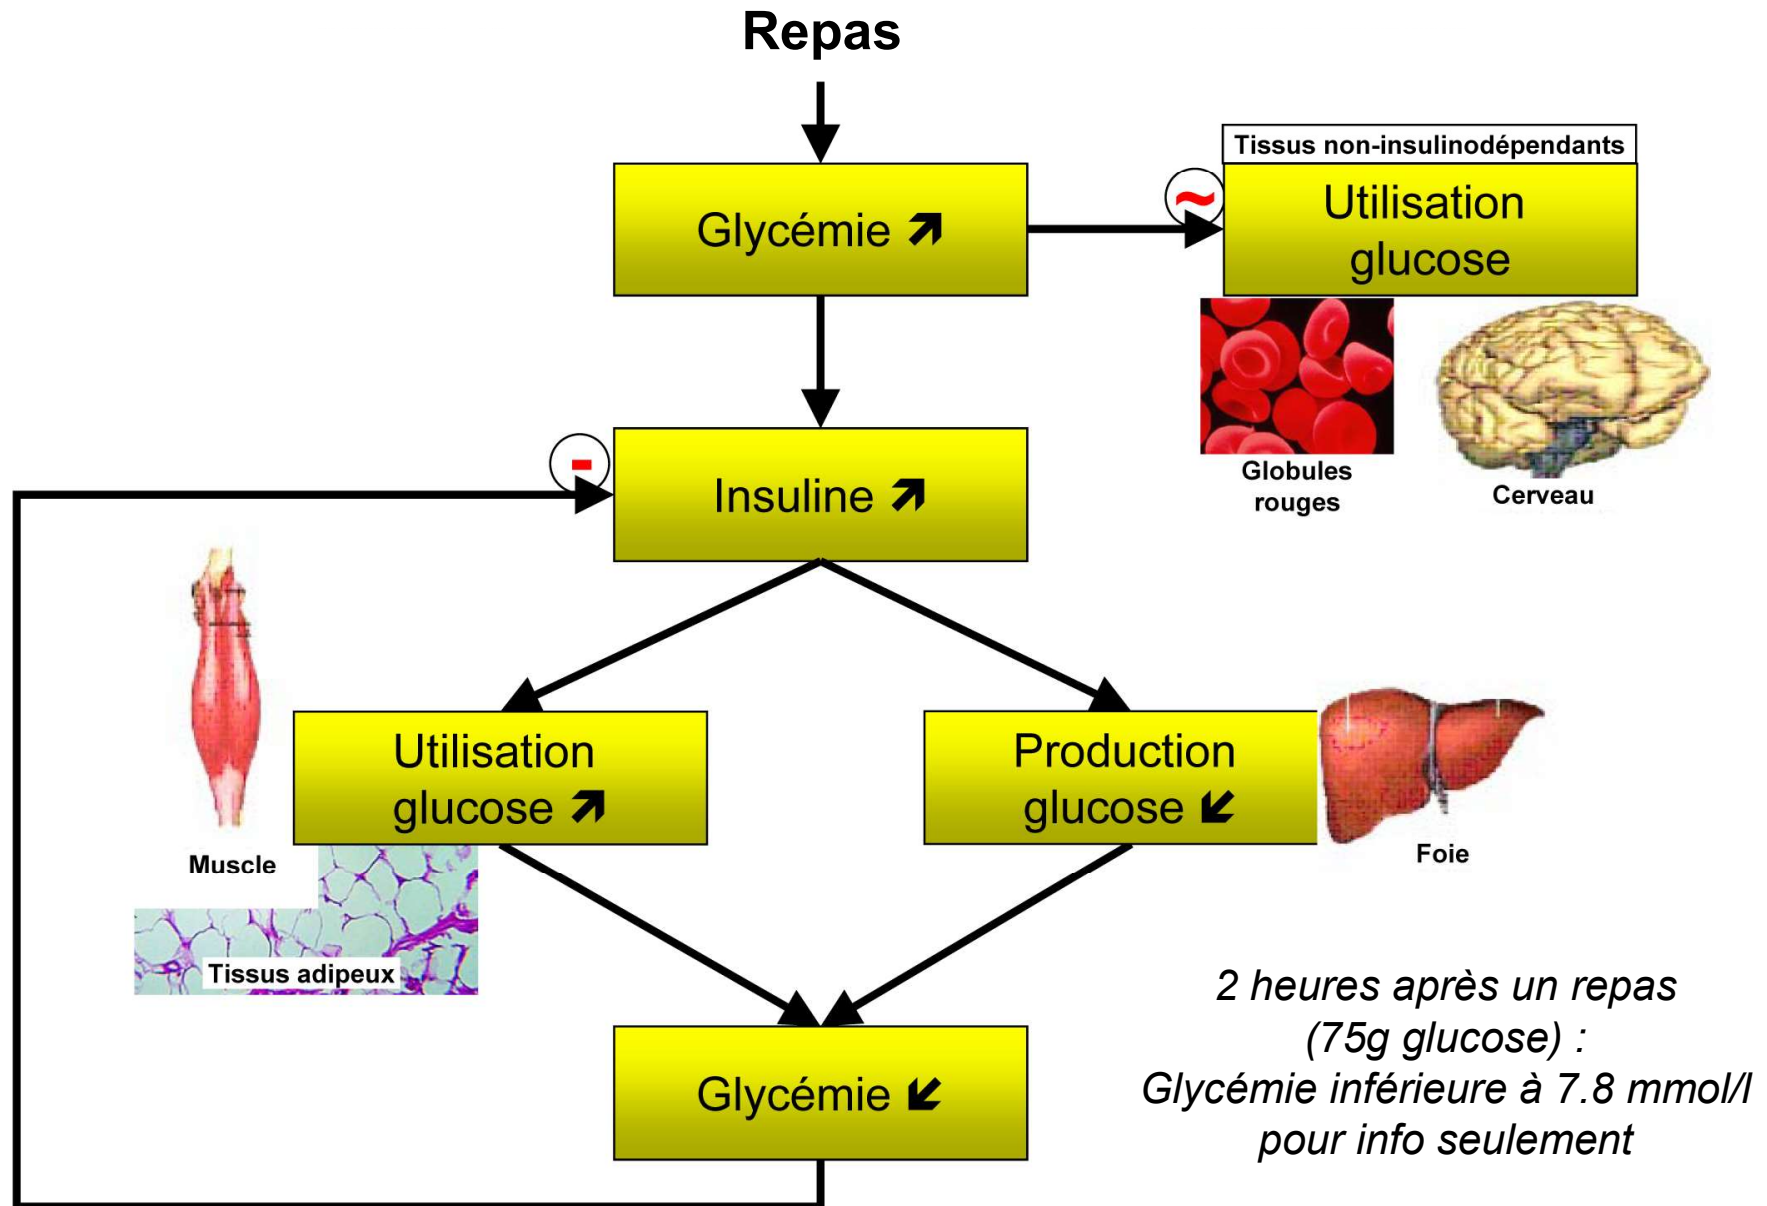 Repas
Tissus non-insulinodépendants
Glycémie ↗
~
Utilisation
glucose
Globules
rouges
Cerveau
-
Insuline ↗
Utilisation
glucose ↗
Production
glucose ↙
Muscle
Foie
Tissus adipeux
Glycémie ↙
2 heures après un repas
(75g glucose) :
Glycémie inférieure à 7.8 mmol/l
pour info seulement